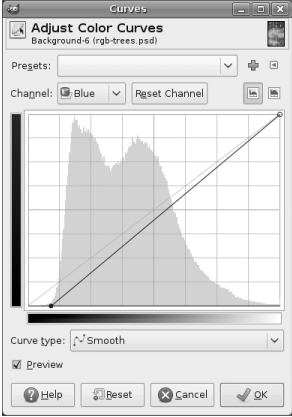 Curves
Adjust Color Curves
Background-6 (rgb-trees.psd)
Presets:
Channel: Blue Reset Channel
Curve type: Smooth
Preview
Help Reset Cancel OK